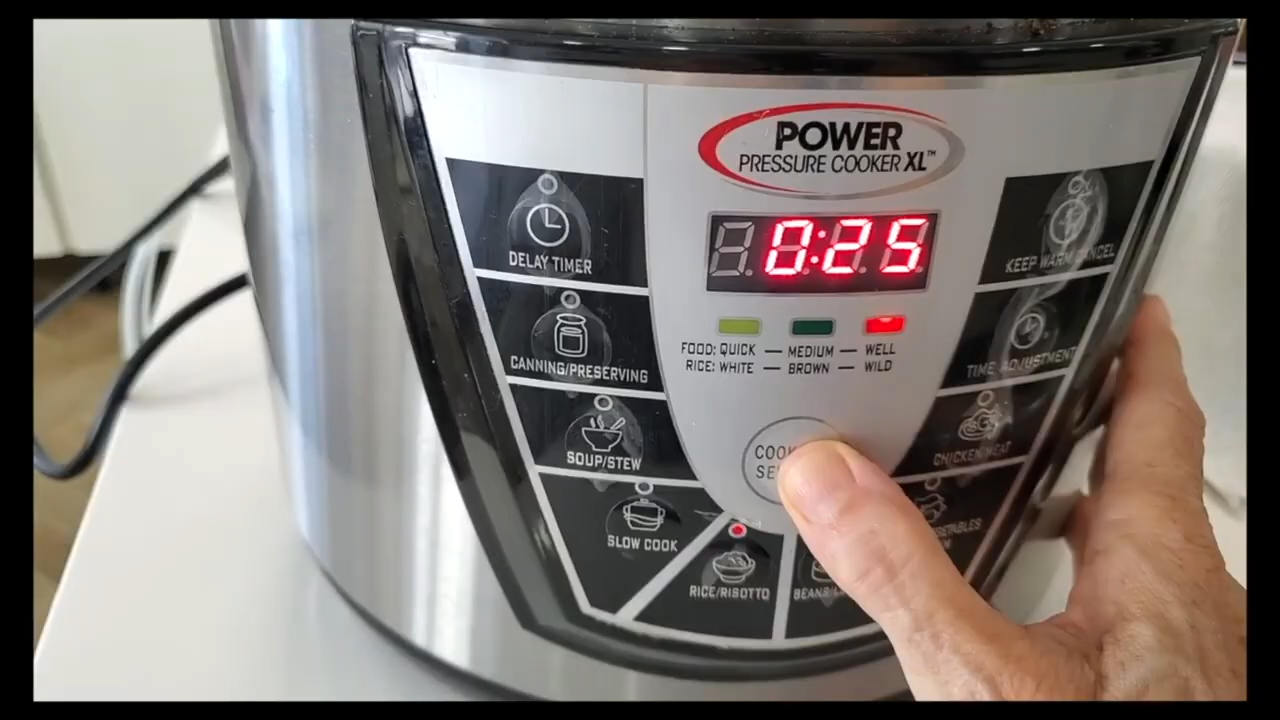 POWER
PRESSURE COOKER XL™
0:25
DELAY TIMER
KEEP WARM CANCEL
FOOD: QUICK — MEDIUM — WELL
RICE: WHITE — BROWN — WILD
CANNING/PRESERVING
TIME ADJUSTMENT
COOK
SOUP/STEW
CHICKEN/MEAT
SLOW COOK
RICE/RISOTTO